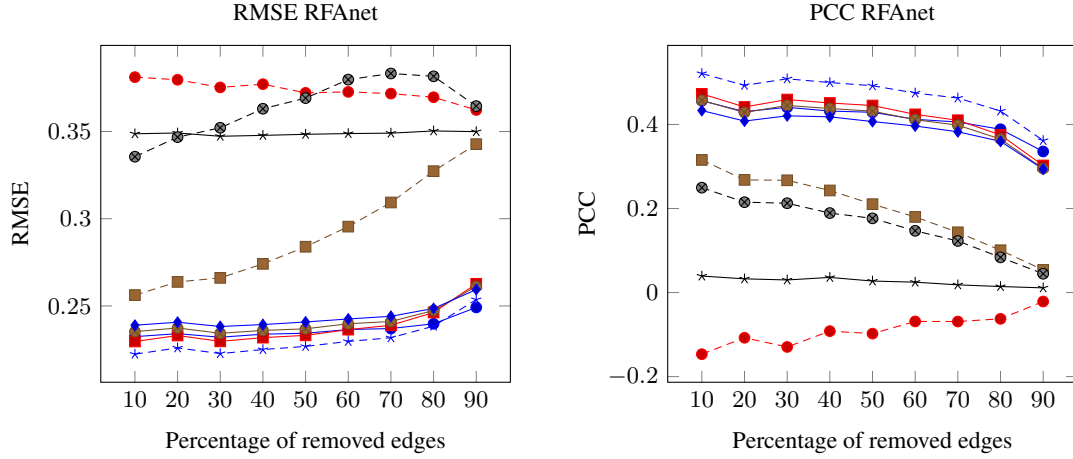 RMSE RFAnet
0.35
0.3
0.25
RMSE
10 20 30 40 50 60 70 80 90
Percentage of removed edges
PCC RFAnet
0.4
0.2
0
−0.2
PCC
10 20 30 40 50 60 70 80 90
Percentage of removed edges